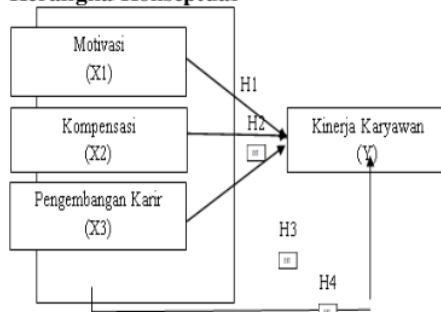 Kerangka Konseptual
Motivasi
(X1)
H1
Kompensasi
(X2)
H2
Kinerja Karyawan
(Y)
Pengembangan Karir
(X3)
H3
H4